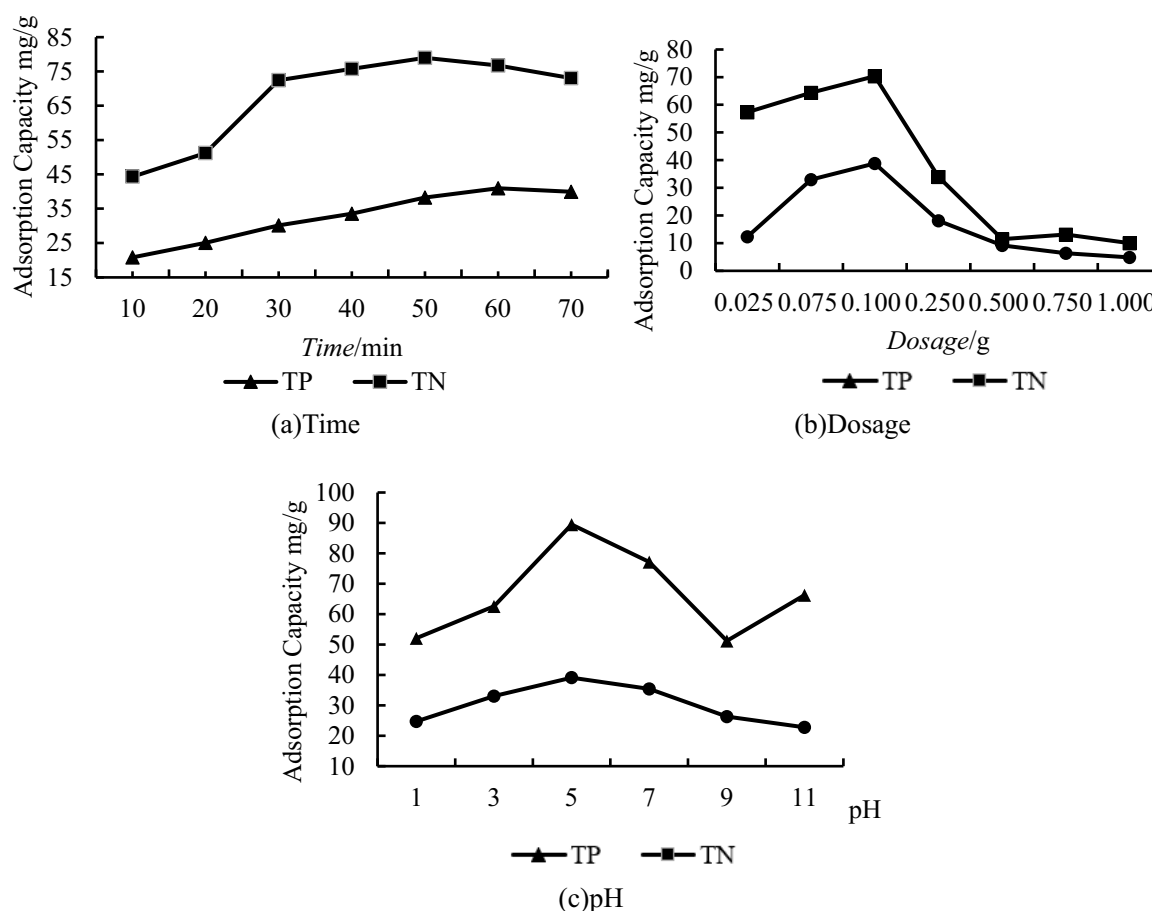 Adsorption Capacity mg/g
85
75
65
55
45
35
25
15
10 20 30 40 50 60 70
Time/min
TP TN
(a)Time
Adsorption Capacity mg/g
80
70
60
50
40
30
20
10
0
0.025 0.075 0.100 0.250 0.500 0.750 1.000
Dosage/g
TP TN
(b)Dosage
Adsorption Capacity mg/g
100
90
80
70
60
50
40
30
20
10
1 3 5 7 9 11
pH
TP TN
(c)pH